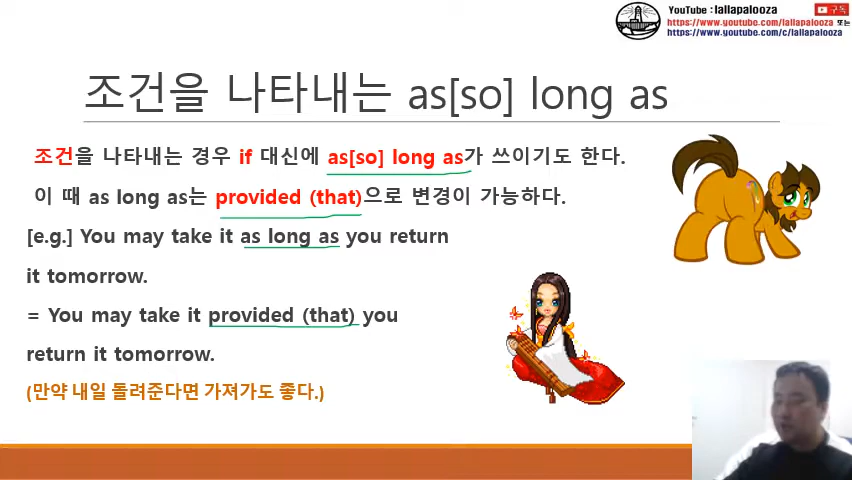 YouTube : lallapalooza
구독
https://www.youtube.com/lallapalooza 또는
https://www.youtube.com/c/lallapalooza
조건을 나타내는 as[so] long as
조건을 나타내는 경우 if 대신에 as[so] long as가 쓰이기도 한다.
이 때 as long as는 provided (that)으로 변경이 가능하다.
[e.g.] You may take it as long as you return
it tomorrow.
= You may take it provided (that) you
return it tomorrow.
(만약 내일 돌려준다면 가져가도 좋다.)